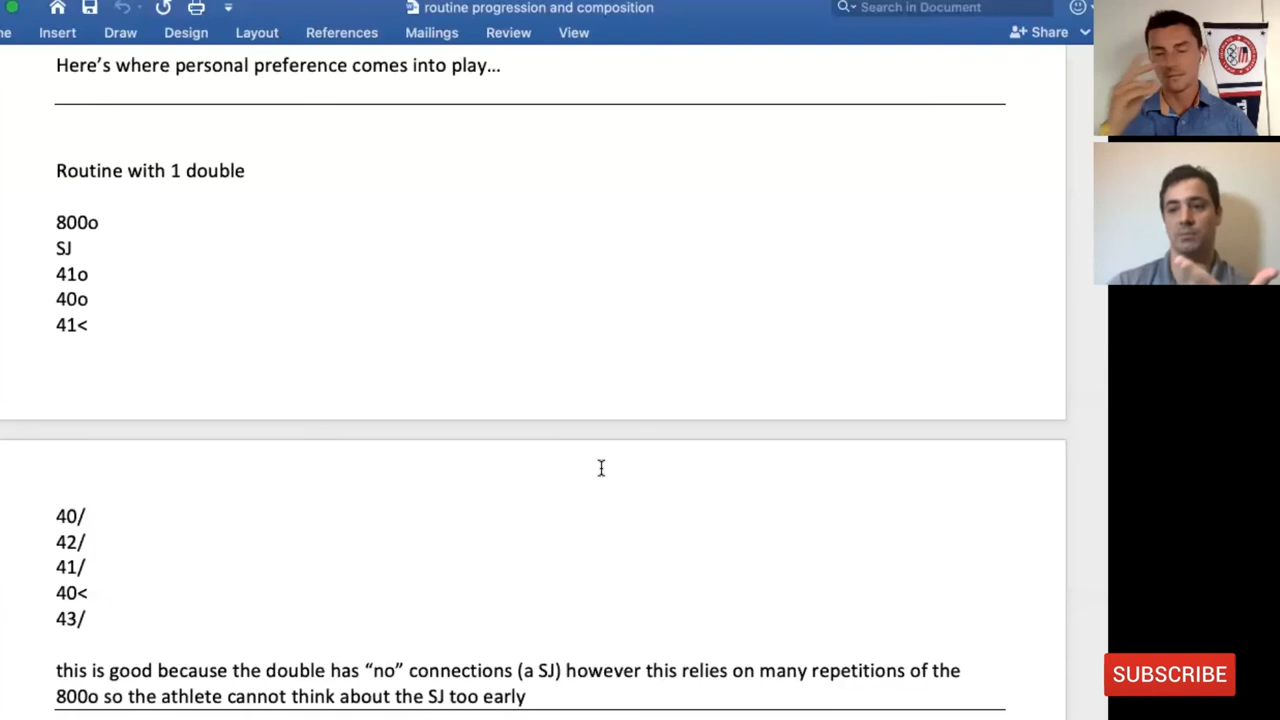 routine progression and composition
Search in Document
Insert
Draw
Design
Layout
References
Mailings
Review
View
Share
Here’s where personal preference comes into play…
Routine with 1 double
800o
SJ
41o
40o
41<
40/
42/
41/
40<
43/
this is good because the double has “no” connections (a SJ) however this relies on many repetitions of the
800o so the athlete cannot think about the SJ too early
SUBSCRIBE